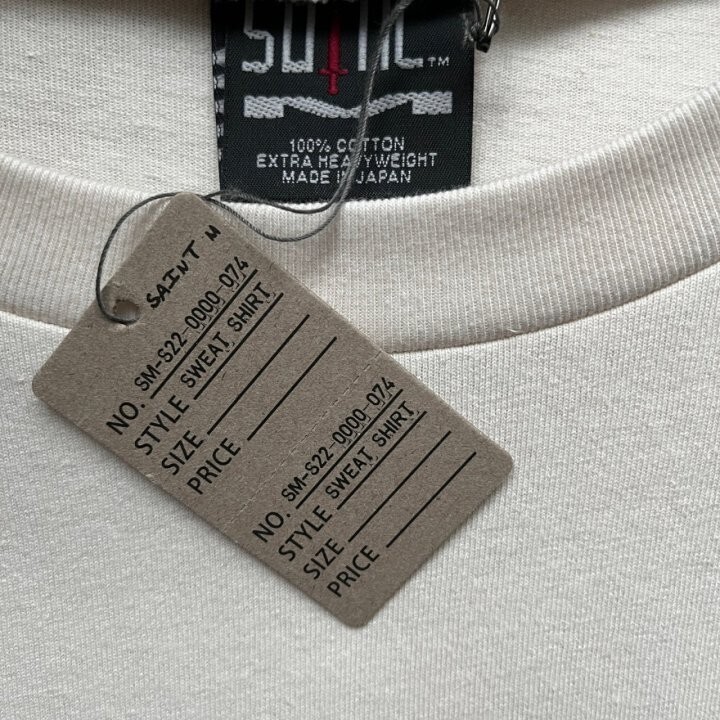 ™
100% COTTON
EXTRA HEAVYWEIGHT
MADE IN JAPAN
SAINT M
NO. SM-S22-0000-074
STYLE SWEAT SHIRT
SIZE
PRICE
NO. SM-S22-0000-074
STYLE SWEAT SHIRT
SIZE
PRICE